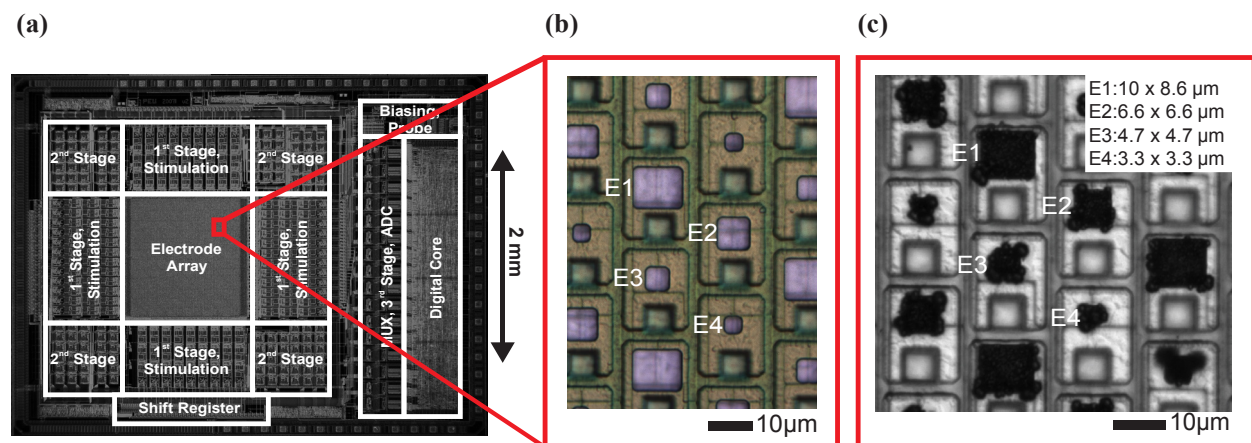 (a)
(b)
(c)
Biasing,
Probe
2nd Stage
1st Stage,
Stimulation
2nd Stage
1st Stage,
Stimulation
Electrode
Array
1st Stage,
Stimulation
MUX, 3rd Stage, ADC
Digital Core
2 mm
2nd Stage
1st Stage,
Stimulation
2nd Stage
Shift Register
E1
E2
E3
E4
10µm
E1:10 x 8.6 µm
E2:6.6 x 6.6 µm
E3:4.7 x 4.7 µm
E4:3.3 x 3.3 µm
E1
E2
E3
E4
10µm